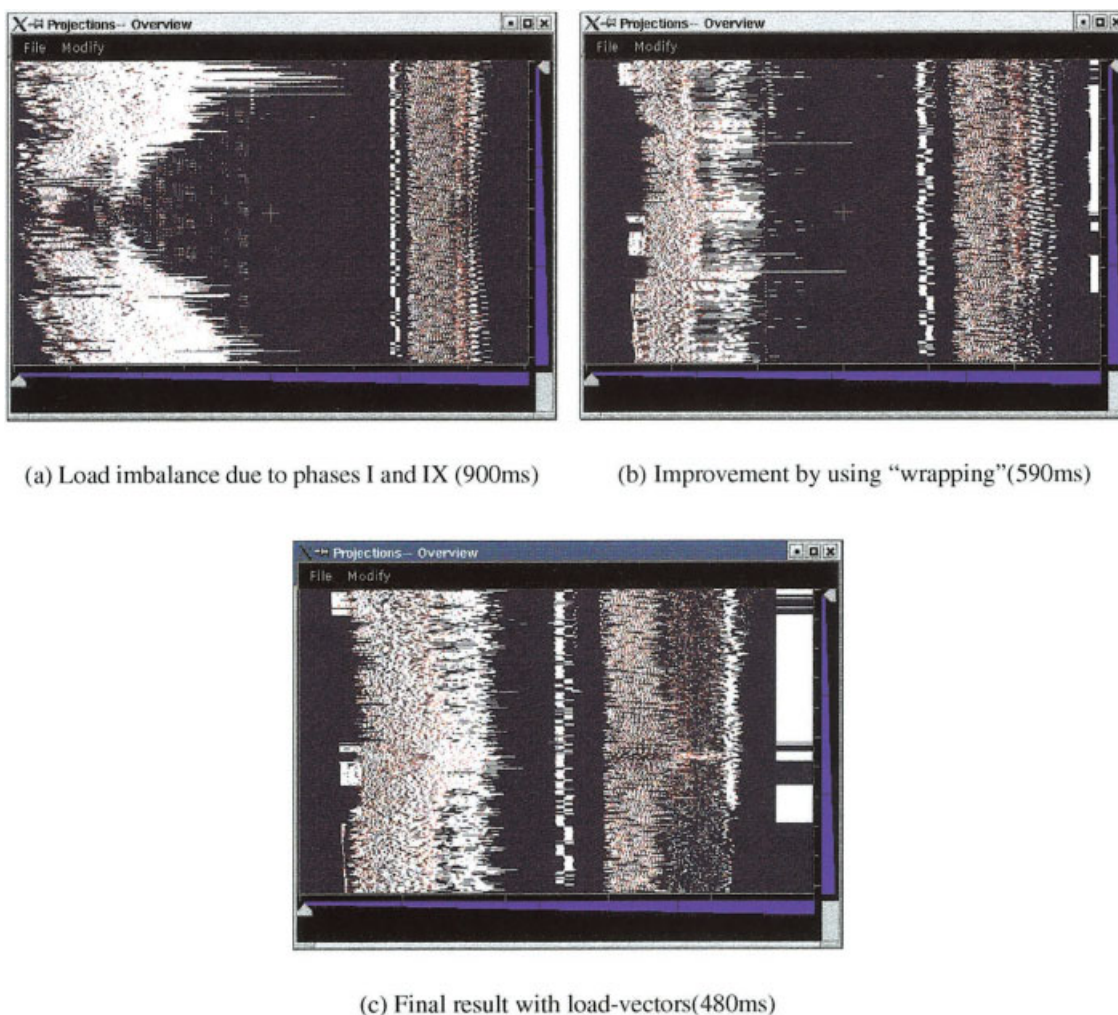 Projections-- Overview
File Modify
Projections-- Overview
File Modify
(a) Load imbalance due to phases I and IX (900ms)
(b) Improvement by using “wrapping”(590ms)
Projections-- Overview
File Modify
(c) Final result with load-vectors(480ms)